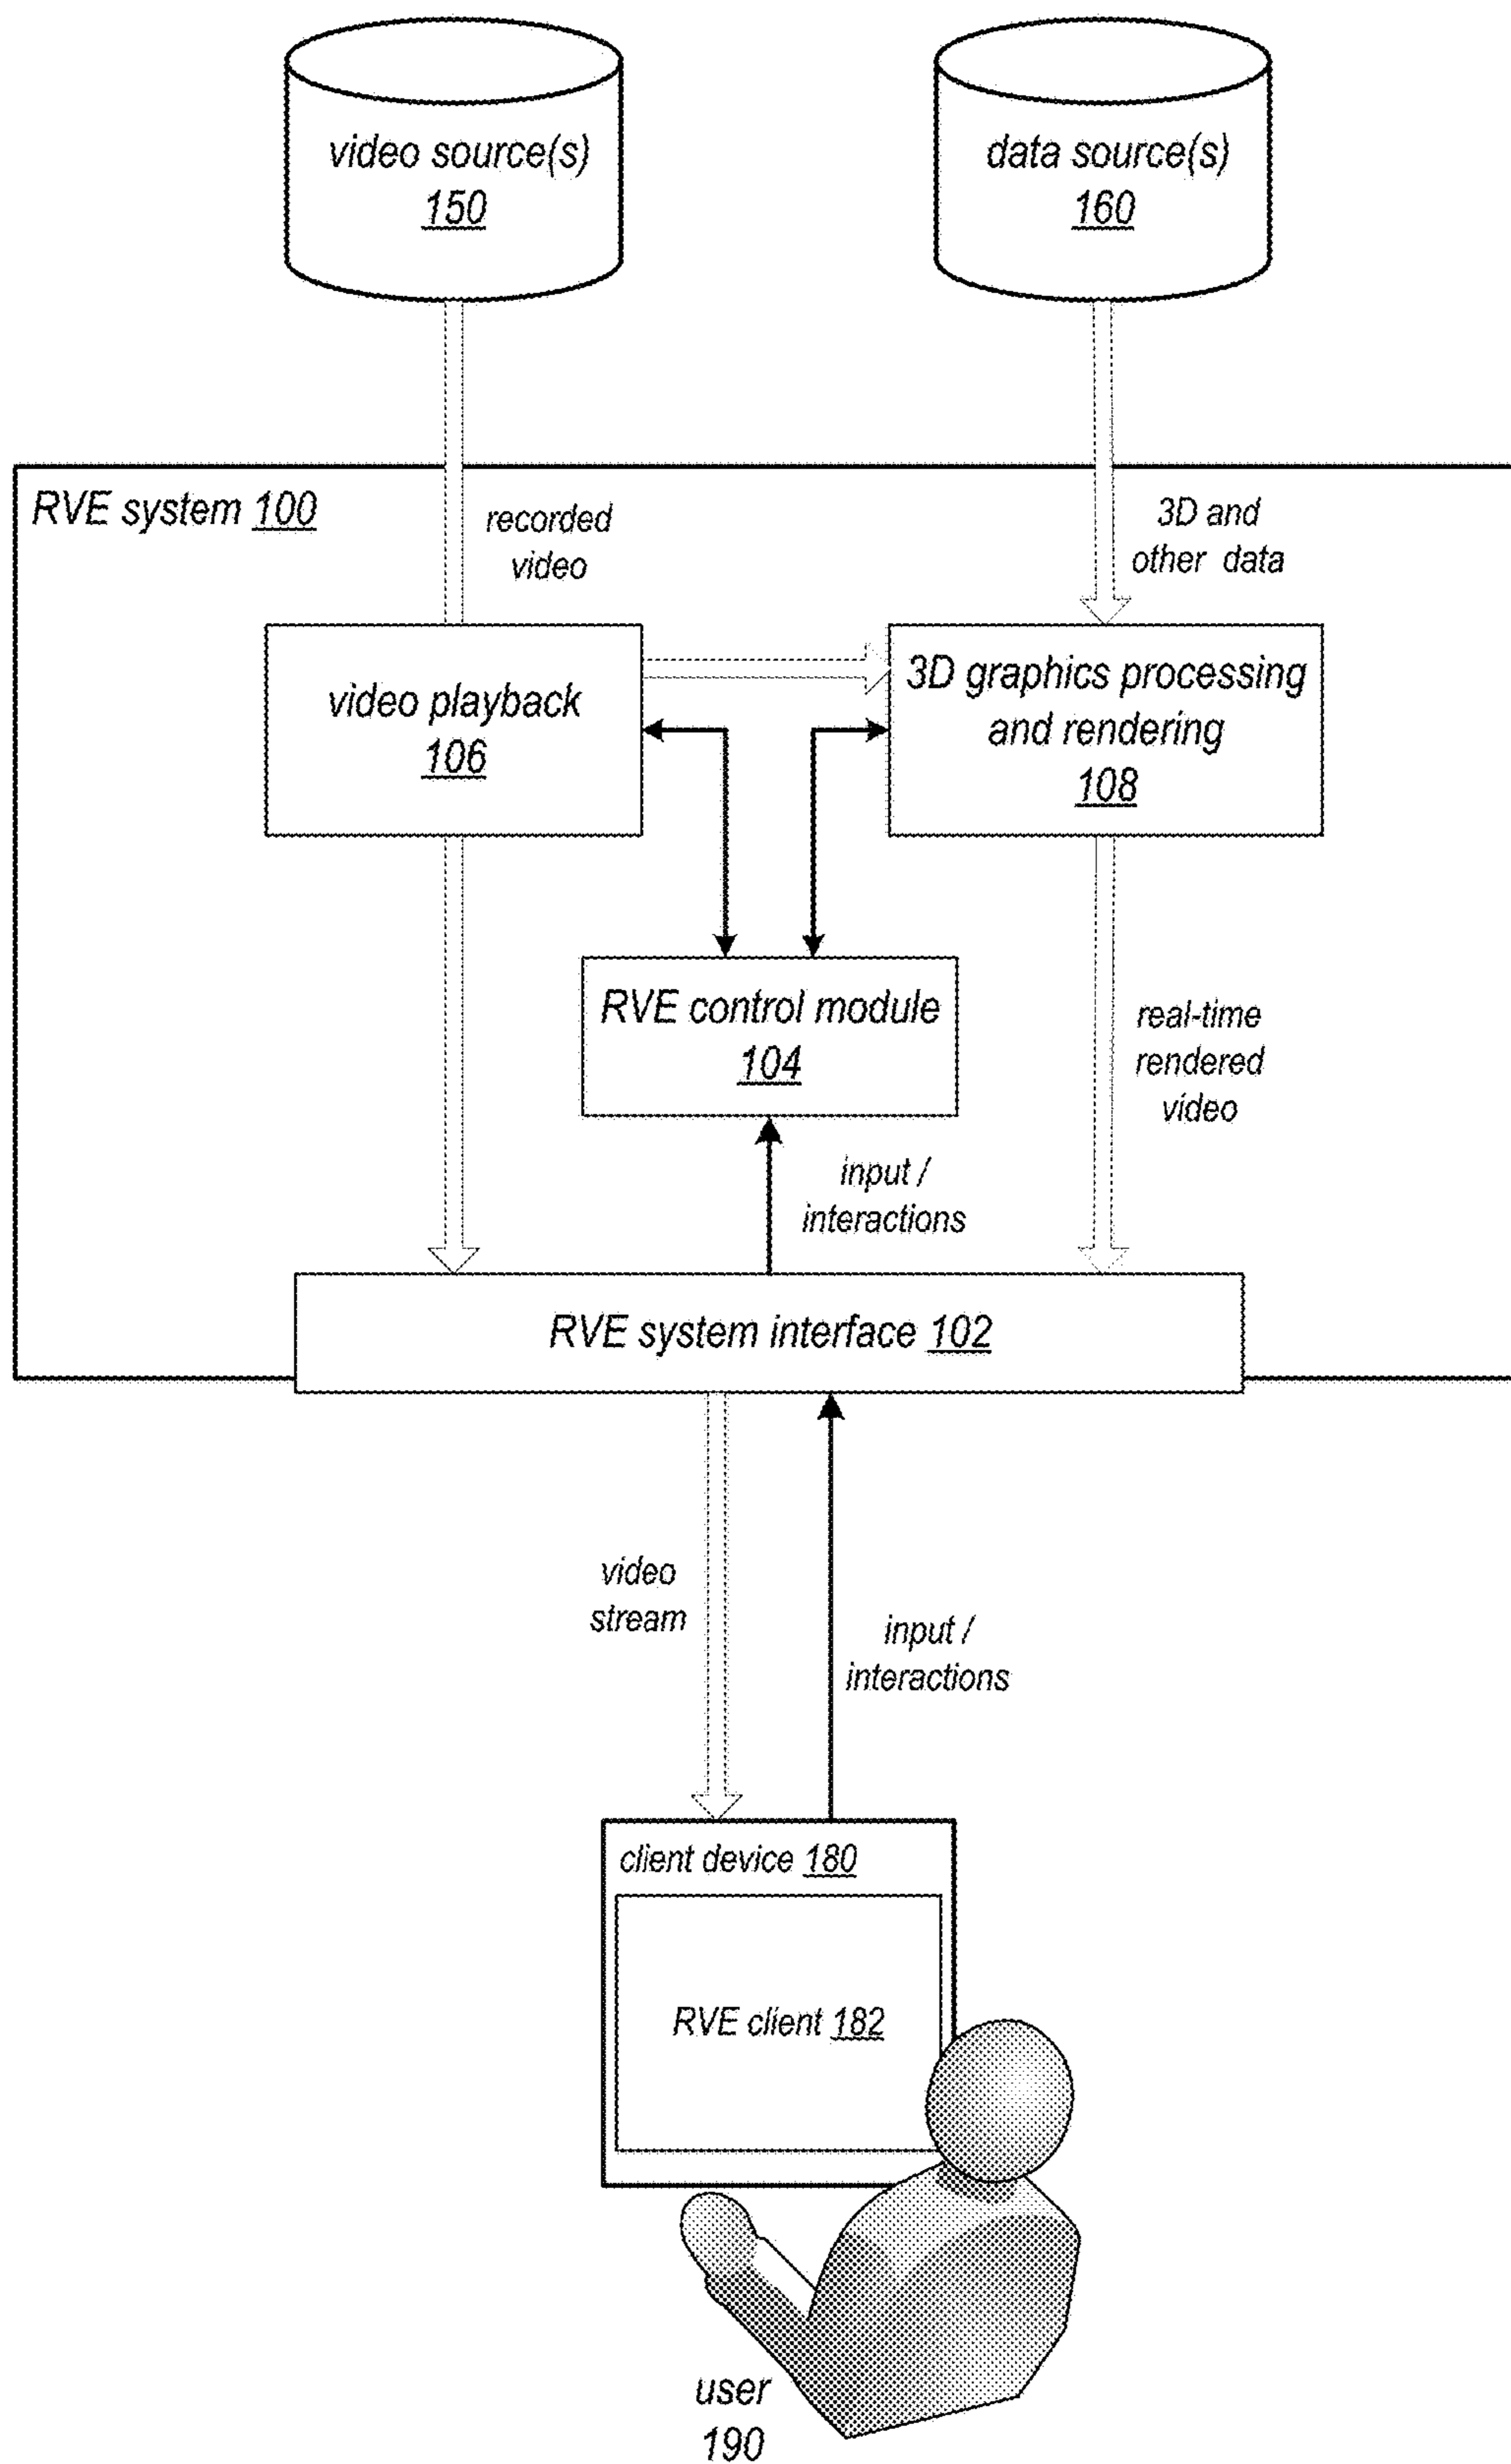 video source(s)
150
data source(s)
160
RVE system 100
recorded
video
3D and
other data
video playback
106
3D graphics processing
and rendering
108
RVE control module
104
real-time
rendered
video
input /
interactions
RVE system interface 102
video
stream
input /
interactions
client device 180
RVE client 182
user
190